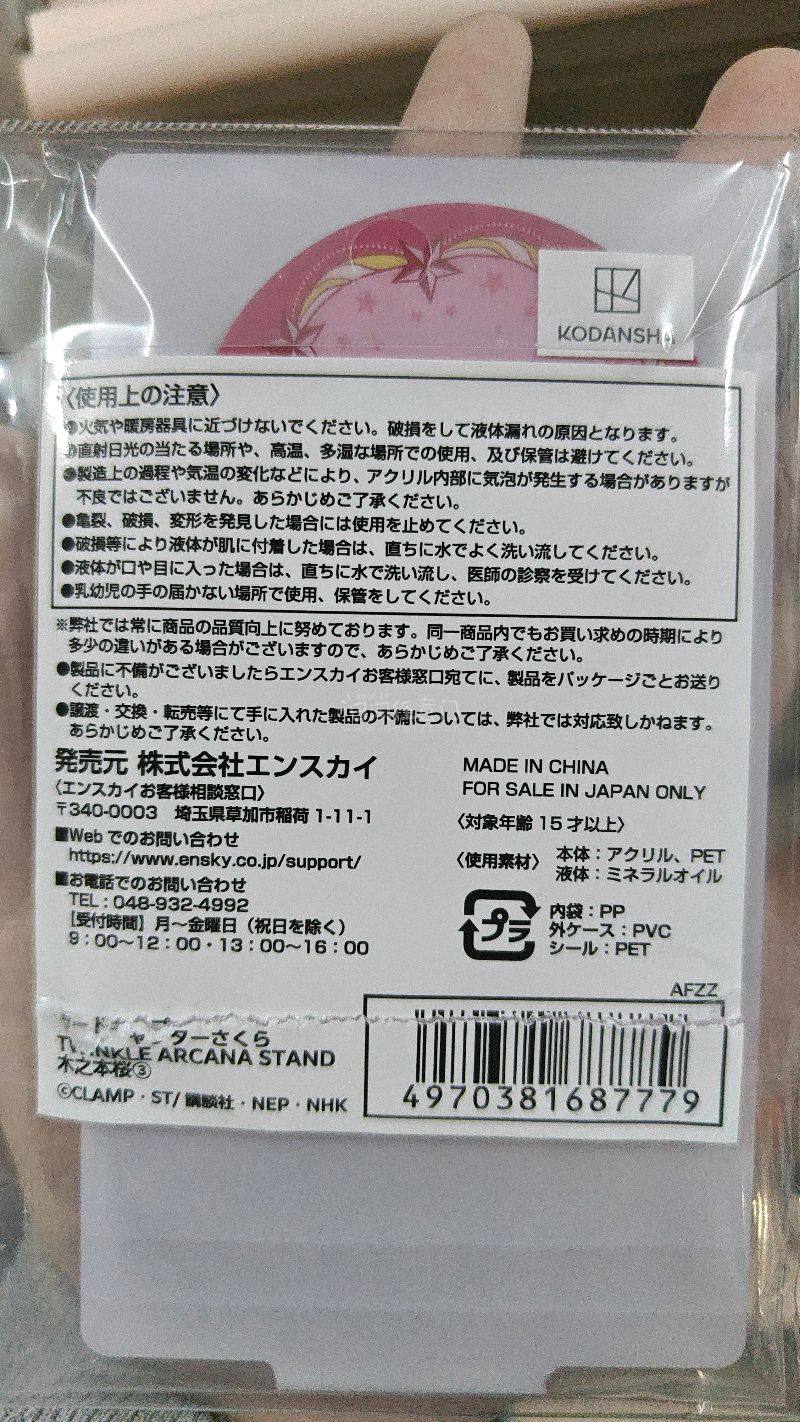 KODANSHA
〈使用上の注意〉
●火気や暖房器具に近づけないでください。破損をして液体漏れの原因となります。
●直射日光の当たる場所や、高温、多湿な場所での使用、及び保管は避けてください。
●製造上の過程や気温の変化などにより、アクリル内部に気泡が発生する場合がありますが
不良ではございません。あらかじめご了承ください。
●亀裂、破損、変形を発見した場合には使用を止めてください。
●破損等により液体が肌に付着した場合は、直ちに水でよく洗い流してください。
●液体が口や目に入った場合は、直ちに水で洗い流し、医師の診察を受けてください。
●乳幼児の手の届かない場所で使用、保管をしてください。
※弊社では常に商品の品質向上に努めております。同一商品内でもお買い求めの時期により
多少の違いがある場合がございますので、あらかじめご了承ください。
●製品に不備がございましたらエンスカイお客様窓口宛てに、製品をパッケージごとお送り
ください。
●譲渡・交換・転売等にて手に入れた製品の不備については、弊社では対応致しかねます。
あらかじめご了承ください。
発売元 株式会社エンスカイ
〈エンスカイお客様相談窓口〉
〒340-0003 埼玉県草加市稲荷 1-11-1
■Web でのお問い合わせ
https://www.ensky.co.jp/support/
■お電話でのお問い合わせ
TEL：048-932-4992
【受付時間】月～金曜日（祝日を除く）
9：00～12：00・13：00～16：00
MADE IN CHINA
FOR SALE IN JAPAN ONLY
〈対象年齢 15 才以上〉
〈使用素材〉 本体：アクリル、PET
液体：ミネラルオイル
プラ
内袋：PP
外ケース：PVC
シール：PET
AFZZ
ターさくら
ARCANA STAND
木之本桜③
©CLAMP・ST/講談社・NEP・NHK
4970381687779